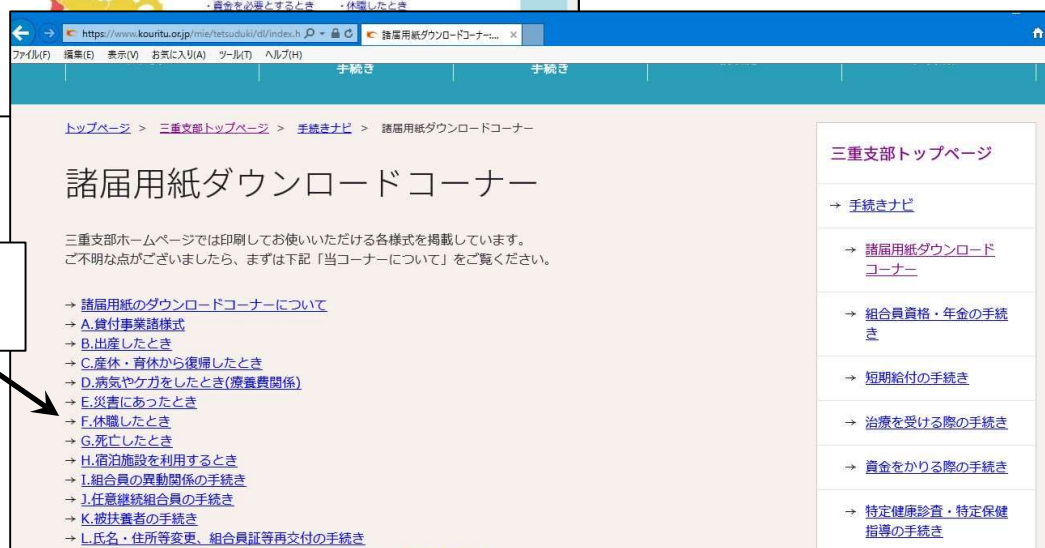 ・資金を必要とするとき ・休職したとき
https://www.kouritu.or.jp/mie/tetsuduki/dl/index.h
諸届用紙ダウンロードコーナー:...
ファイル(F) 編集(E) 表示(V) お気に入り(A) ツール(T) ヘルプ(H)
手続き 手続き
トップページ > 三重支部トップページ > 手続きナビ > 諸届用紙ダウンロードコーナー
諸届用紙ダウンロードコーナー
三重支部ホームページでは印刷してお使いいただける各様式を掲載しています。
ご不明な点がございましたら、まずは下記「当コーナーについて」をご覧ください。
→ 諸届用紙のダウンロードコーナーについて
→ A.貸付事業諸様式
→ B.出産したとき
→ C.産休・育休から復帰したとき
→ D.病気やケガをしたとき(療養費関係)
→ E.災害にあったとき
→ F.休職したとき
→ G.死亡したとき
→ H.宿泊施設を利用するとき
→ I.組合員の異動関係の手続き
→ J.任意継続組合員の手続き
→ K.被扶養者の手続き
→ L.氏名・住所等変更、組合員証等再交付の手続き
三重支部トップページ
→ 手続きナビ
→ 諸届用紙ダウンロード
コーナー
→ 組合員資格・年金の手続
き
→ 短期給付の手続き
→ 治療を受ける際の手続き
→ 資金をかりる際の手続き
→ 特定健康診査・特定保健
指導の手続き